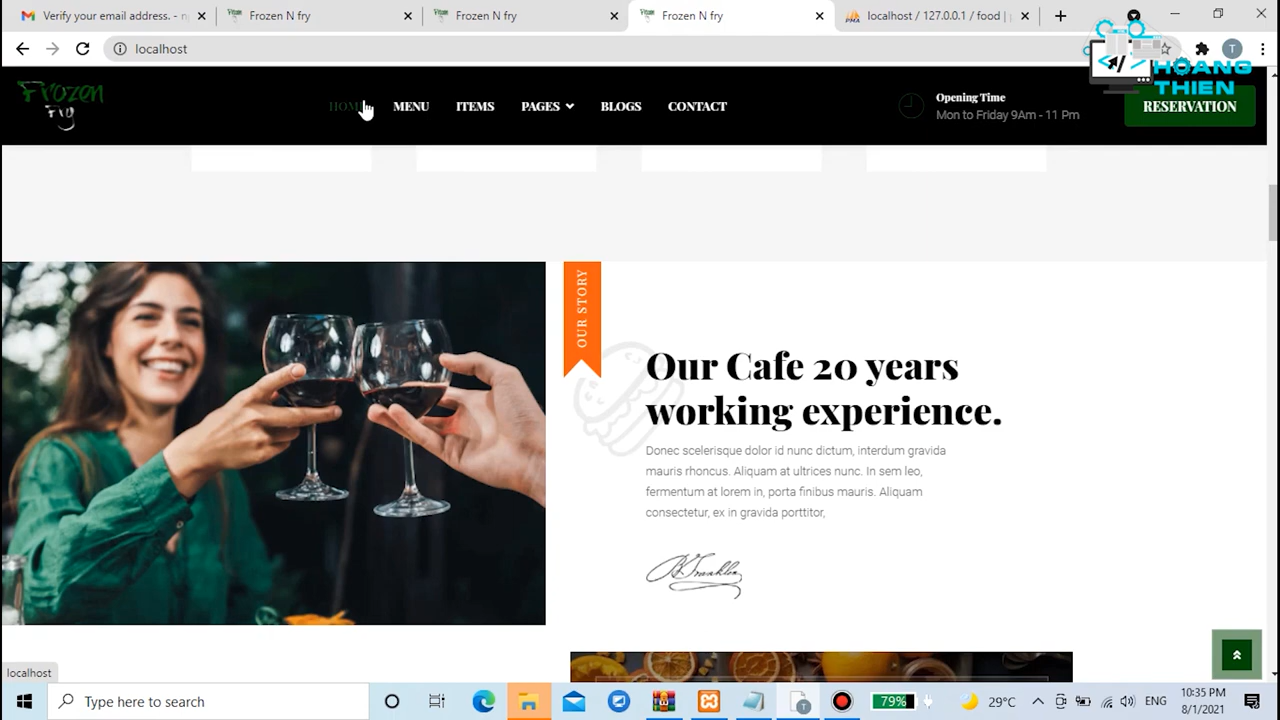 Verify your email address. - n
Frozen N fry
Frozen N fry
Frozen N fry
localhost / 127.0.0.1 / food | p
localhost
T
HOANG
THIEN
Frozen
Fry
HOME
MENU
ITEMS
PAGES
BLOGS
CONTACT
Opening Time
Mon to Friday 9Am - 11 Pm
RESERVATION
OUR STORY
Our Cafe 20 years
working experience.
Donec scelerisque dolor id nunc dictum, interdum gravida
mauris rhoncus. Aliquam at ultrices nunc. In sem leo,
fermentum at lorem in, porta finibus mauris. Aliquam
consectetur, ex in gravida porttitor,
localhost
Type here to search
79%
29°C
ENG
10:35 PM
8/1/2021